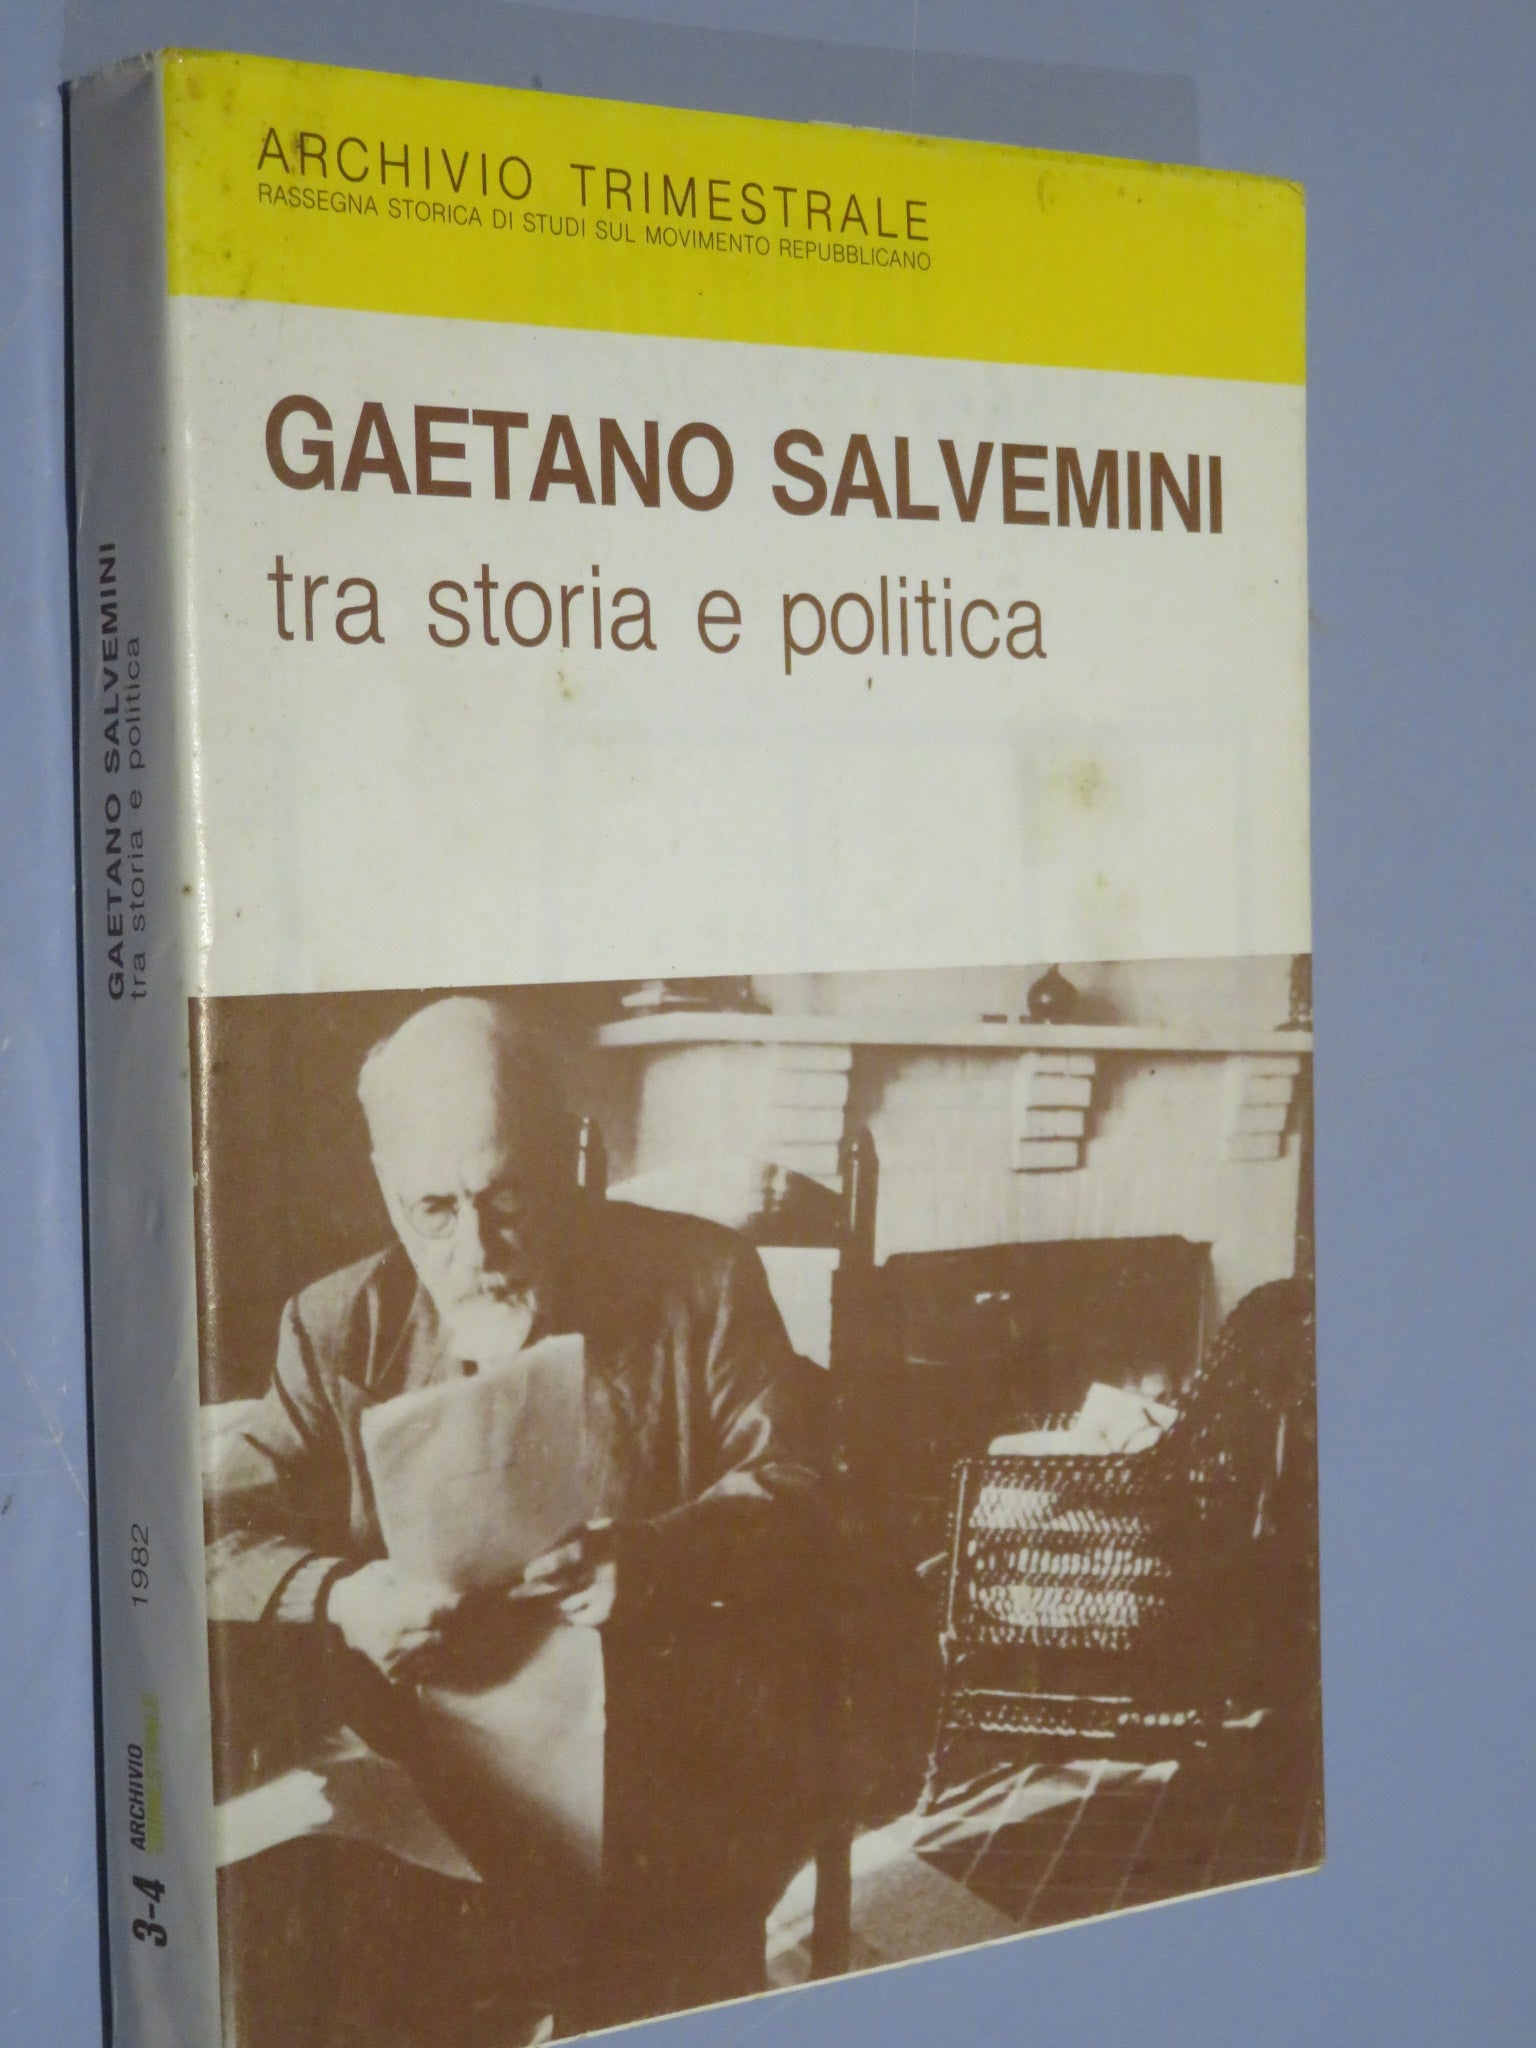 ARCHIVIO TRIMESTRALE
RASSEGNA STORICA DI STUDI SUL MOVIMENTO REPUBBLICANO
GAETANO SALVEMINI
tra storia e politica
GAETANO SALVEMINI
tra storia e politica
1982
ARCHIVIO
TRIMESTRALE
3-4